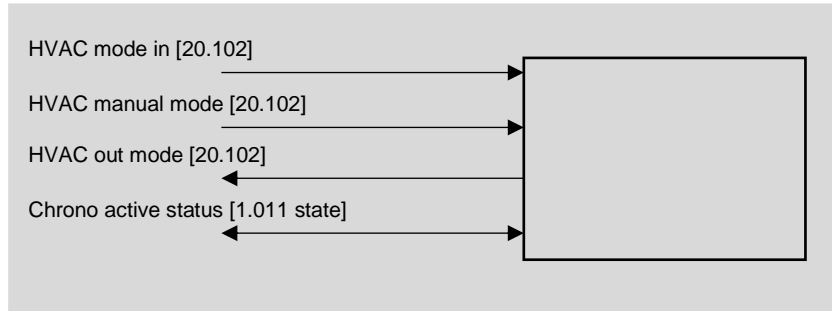 HVAC mode in [20.102]
HVAC manual mode [20.102]
HVAC out mode [20.102]
Chrono active status [1.011 state]